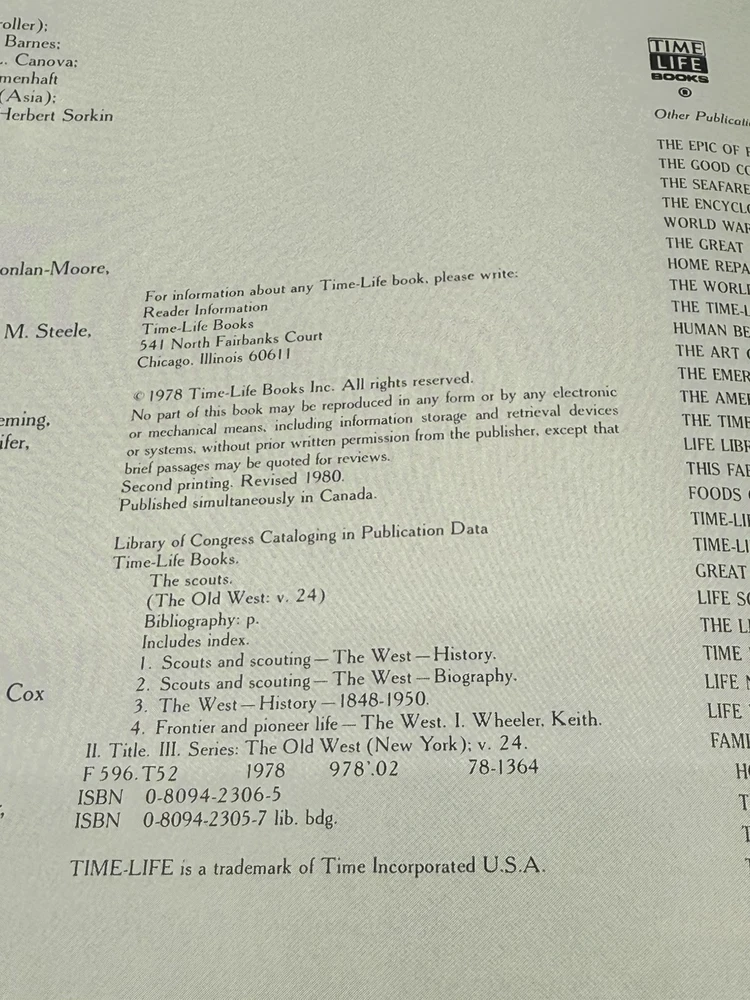 oller);
Barnes;
L. Canova;
menhaft
(Asia);
Herbert Sorkin
onlan-Moore,
M. Steele,
eming,
ifer,
Cox
For information about any Time-Life book, please write:
Reader Information
Time-Life Books
541 North Fairbanks Court
Chicago, Illinois 60611
© 1978 Time-Life Books Inc. All rights reserved.
No part of this book may be reproduced in any form or by any electronic
or mechanical means, including information storage and retrieval devices
or systems, without prior written permission from the publisher, except that
brief passages may be quoted for reviews.
Second printing. Revised 1980.
Published simultaneously in Canada.
Library of Congress Cataloging in Publication Data
Time-Life Books.
The scouts.
(The Old West; v. 24)
Bibliography: p.
Includes index.
1. Scouts and scouting—The West—History.
2. Scouts and scouting—The West—Biography.
3. The West—History—1848-1950.
4. Frontier and pioneer life—The West. I. Wheeler, Keith.
II. Title. III. Series: The Old West (New York); v. 24.
F596.T52 1978 978'.02 78-1364
ISBN 0-8094-2306-5
ISBN 0-8094-2305-7 lib. bdg.
TIME-LIFE is a trademark of Time Incorporated U.S.A.
TIME
LIFE
BOOKS
®
Other Publicati
THE EPIC OF F
THE GOOD CO
THE SEAFARE
THE ENCYCLO
WORLD WAR
THE GREAT
HOME REPA
THE WORLD
THE TIME-L
HUMAN BE
THE ART O
THE EMER
THE AMER
THE TIME
LIFE LIBR
THIS FAB
FOODS O
TIME-LIF
TIME-LI
GREAT
LIFE SC
THE LI
TIME
LIFE N
LIFE
FAMI
HO
T
T